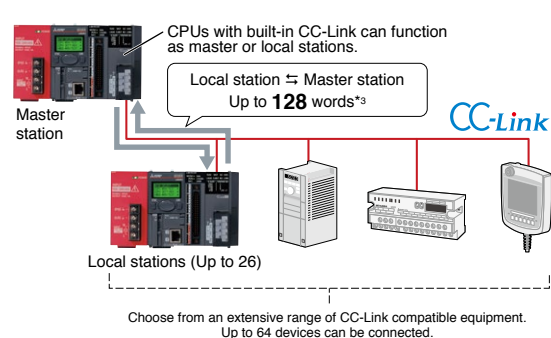 CPUs with built-in CC-Link can function
as master or local stations.
Local station ⇆ Master station
Up to 128 words*3
CC-Link
Master
station
Local stations (Up to 26)
Choose from an extensive range of CC-Link compatible equipment.
Up to 64 devices can be connected.